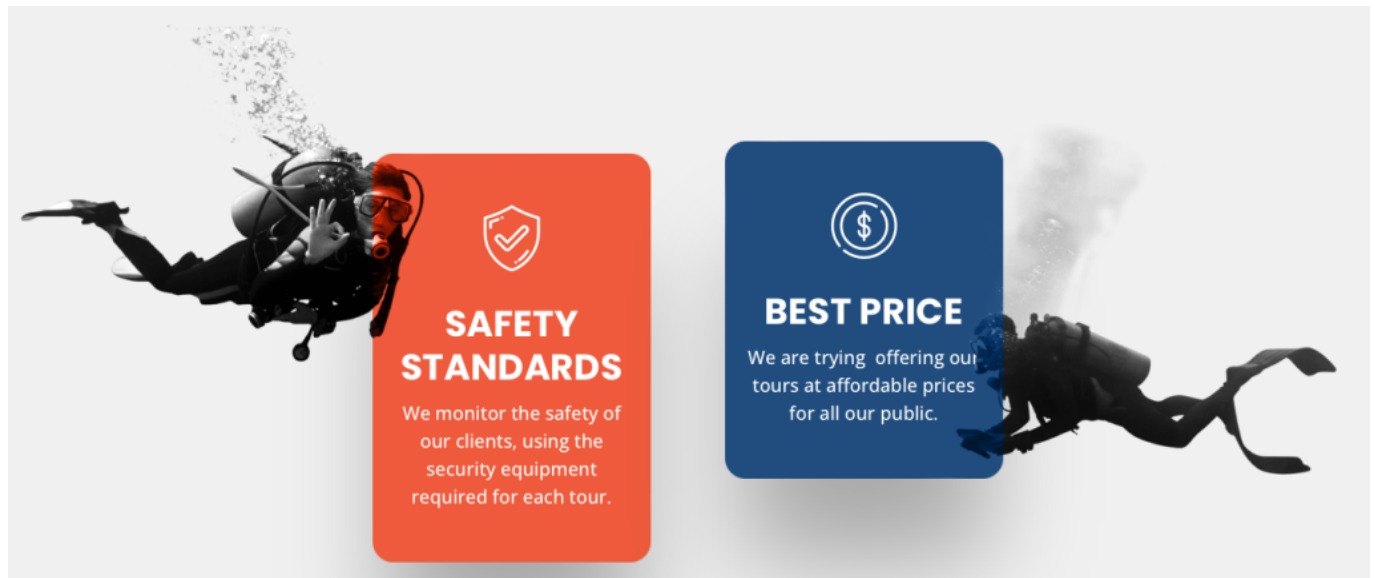 SAFETY
STANDARDS
We monitor the safety of
our clients, using the
security equipment
required for each tour.
BEST PRICE
We are trying  offering our
tours at affordable prices
for all our public.